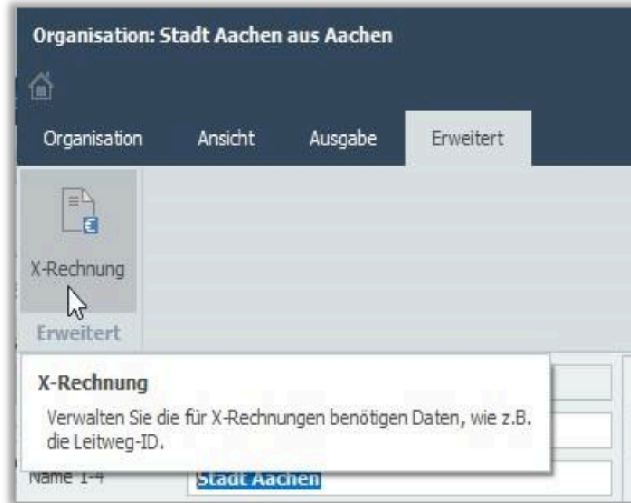 Organisation: Stadt Aachen aus Aachen
Organisation Ansicht Ausgabe Erweitert
X-Rechnung
Erweitert
X-Rechnung
Verwalten Sie die für X-Rechnungen benötigen Daten, wie z.B.
die Leitweg-ID.
Name 1-4 Stadt Aachen